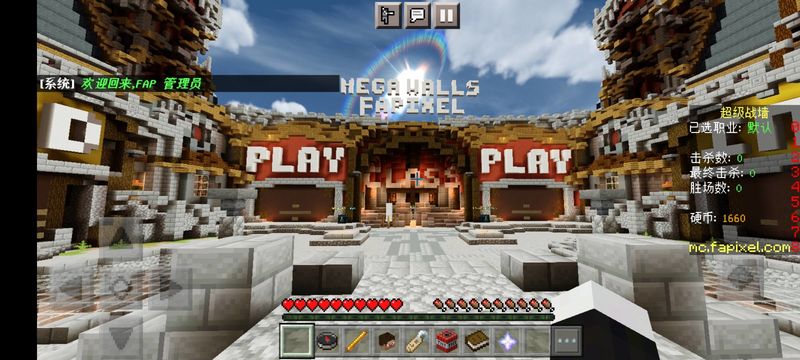 [系统] 欢迎回来,FAP 管理员
MEGA WALLS
FAPIXEL
PLAY
PLAY
超级战墙
已选职业: 默认
击杀数: 0
最终击杀: 0
胜场数: 0
硬币: 1660
mc.fapixel.com